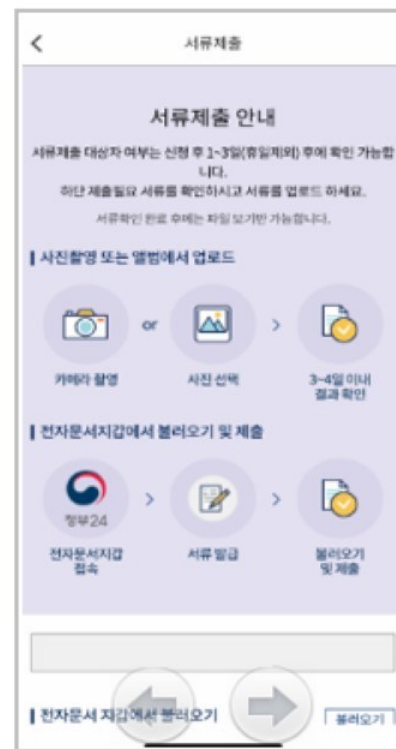 서류제출
서류제출 안내
서류제출 대상자 여부는 신청 후 1~3일(휴일제외) 후에 확인 가능합
니다.
하단 제출필요 서류를 확인하시고 서류를 업로드 하세요.
서류확인 완료 후에는 파일 보기만 가능합니다.
사진촬영 또는 앨범에서 업로드
or
카메라 촬영
사진 선택
3~4일 이내
결과 확인
전자문서지갑에서 불러오기 및 제출
정부24
전자문서지갑
접속
서류 발급
불러오기
및 제출
전자문서 지갑에서 불러오기
불러오기